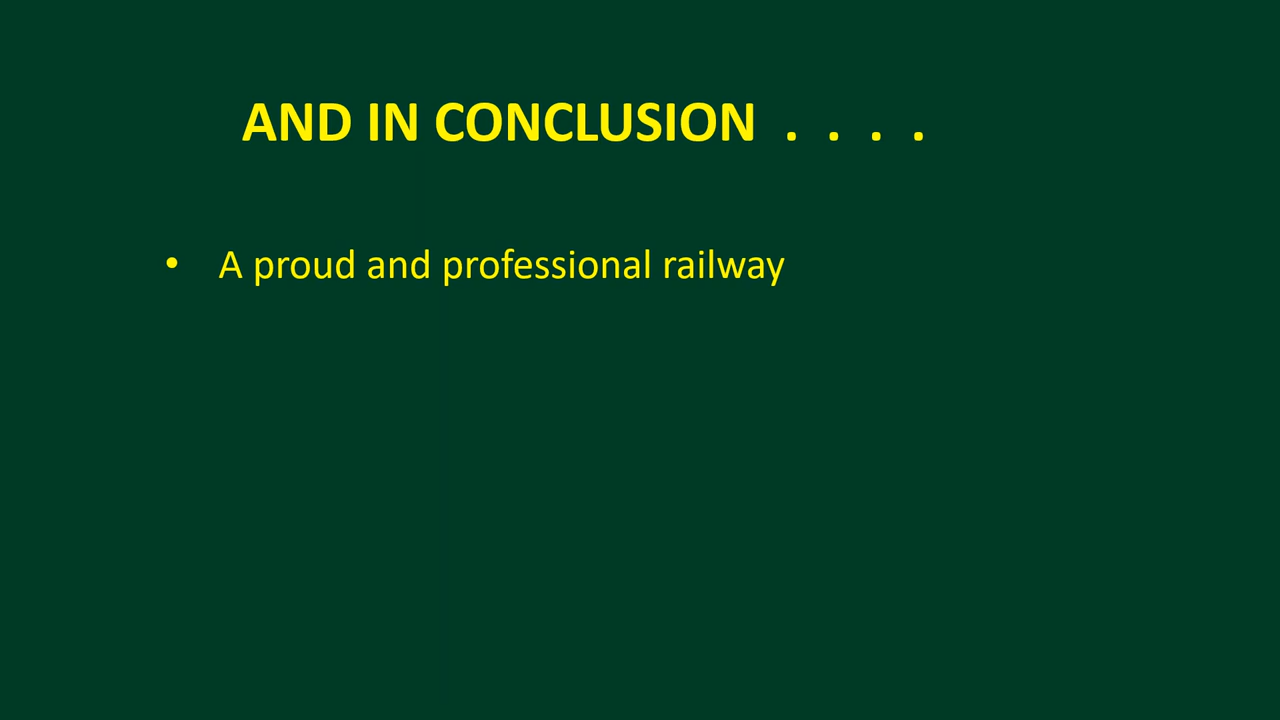 AND IN CONCLUSION . . . .
• A proud and professional railway